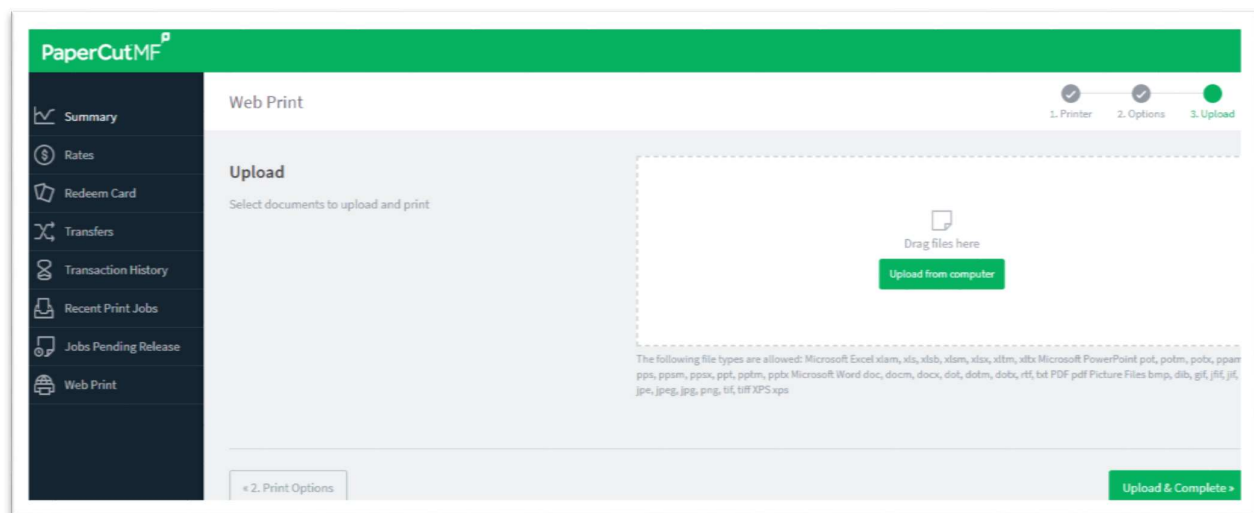 PaperCutMF
Summary
Rates
Redeem Card
Transfers
Transaction History
Recent Print Jobs
Jobs Pending Release
Web Print
Web Print
1. Printer
2. Options
3. Upload
Upload
Select documents to upload and print
Drag files here
Upload from computer
The following file types are allowed: Microsoft Excel xlam, xls, xlsb, xlsm, xlsx, xltm, xltx Microsoft PowerPoint pot, potm, potx, ppam
pps, ppsm, ppsx, ppt, pptm, pptx Microsoft Word doc, docm, docx, dot, dotm, dotx, rtf, txt PDF pdf Picture Files bmp, dib, gif, jfif, jif,
jpe, jpeg, jpg, png, tif, tiff XPS xps
« 2. Print Options
Upload & Complete »